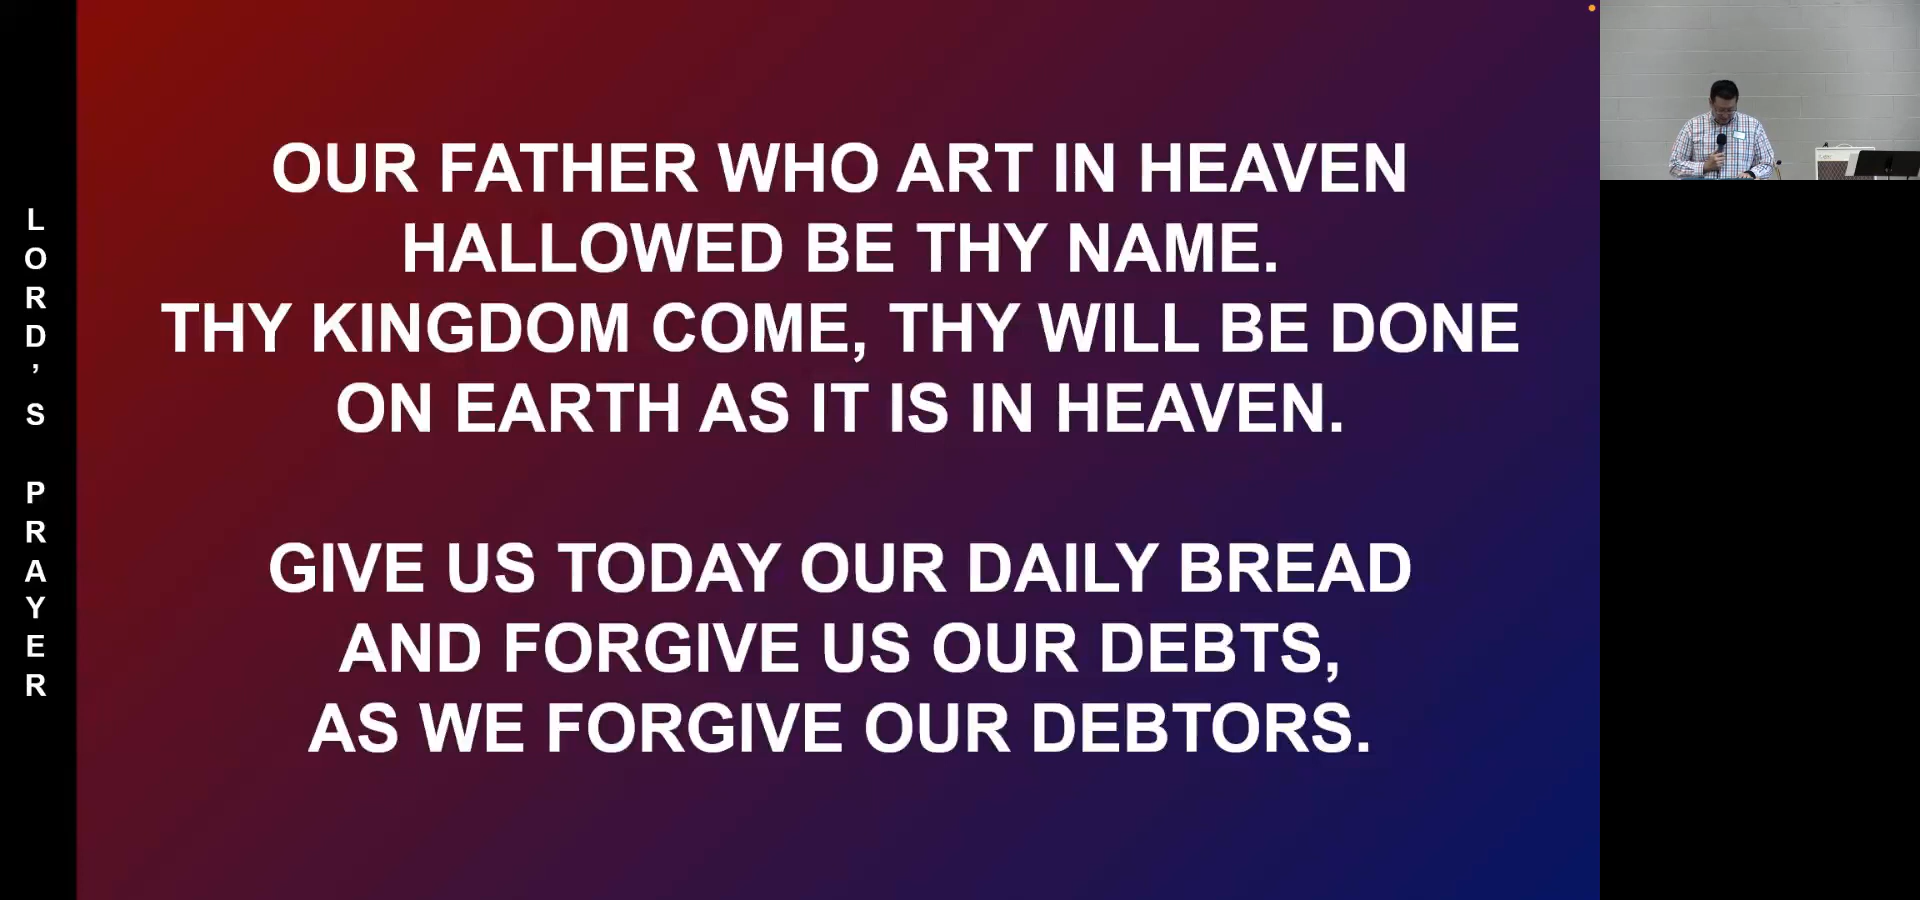 LORD'S PRAYER
OUR FATHER WHO ART IN HEAVEN
HALLOWED BE THY NAME.
THY KINGDOM COME, THY WILL BE DONE
ON EARTH AS IT IS IN HEAVEN.
GIVE US TODAY OUR DAILY BREAD
AND FORGIVE US OUR DEBTS,
AS WE FORGIVE OUR DEBTORS.